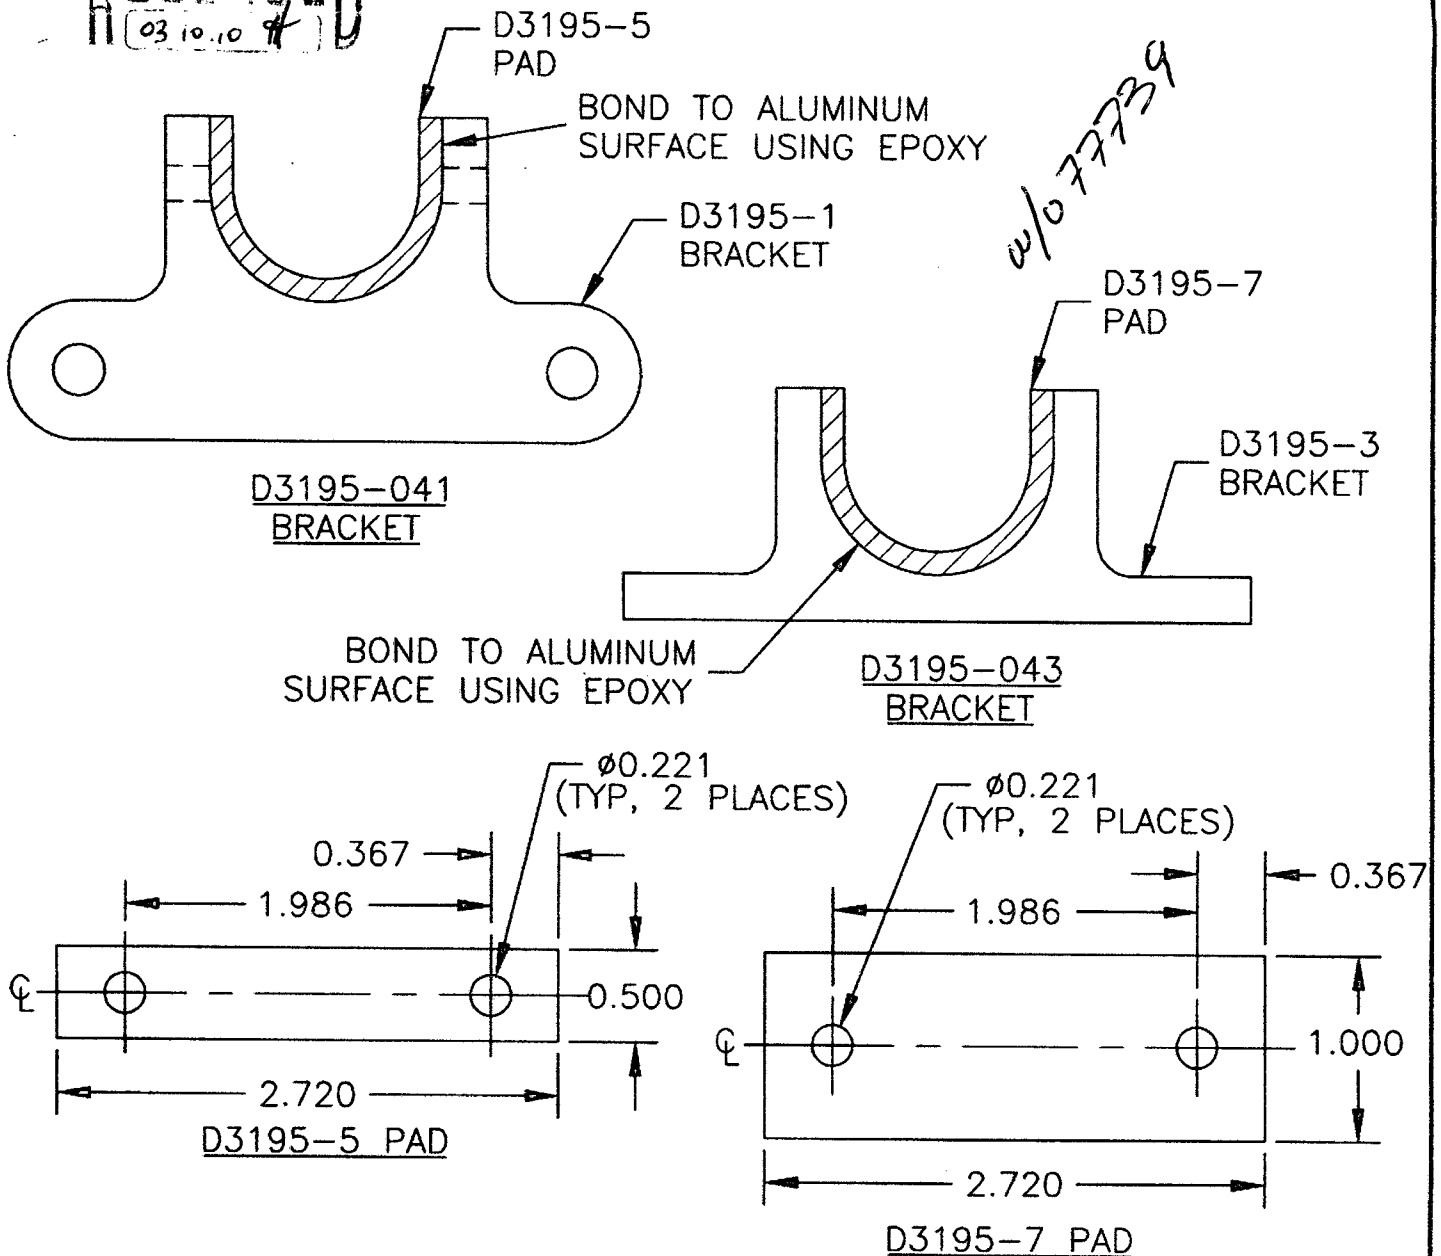 03 10.10
D3195-5
PAD
BOND TO ALUMINUM
SURFACE USING EPOXY
w/o 77739
D3195-1
BRACKET
D3195-7
PAD
D3195-041
BRACKET
D3195-3
BRACKET
BOND TO ALUMINUM
SURFACE USING EPOXY
D3195-043
BRACKET
ø0.221
(TYP, 2 PLACES)
ø0.221
(TYP, 2 PLACES)
0.367
0.367
1.986
1.986
℄
0.500
℄
1.000
2.720
D3195-5 PAD
2.720
D3195-7 PAD